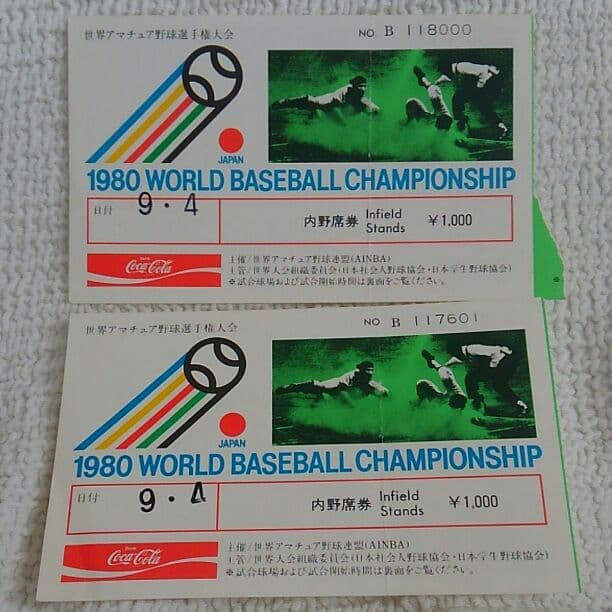 世界アマチュア野球選手権大会
NO. B 118000
JAPAN
1980 WORLD BASEBALL CHAMPIONSHIP
日付 9・4 内野席券 Infield Stands ¥1,000
Drink Coca-Cola
主催/世界アマチュア野球連盟(AINBA)
主管/世界大会組織委員会(日本社会人野球協会・日本学生野球協会)
※試合球場および試合開始時間は裏面をご覧ください。
※
世界アマチュア野球選手権大会
NO B 117601
JAPAN
1980 WORLD BASEBALL CHAMPIONSHIP
日付 9・4 内野席券 Infield Stands ¥1,000
Drink Coca-Cola
主催/世界アマチュア野球連盟(AINBA)
主管/世界大会組織委員会(日本社会人野球協会・日本学生野球協会)
※試合球場および試合開始時間は裏面をご覧ください。